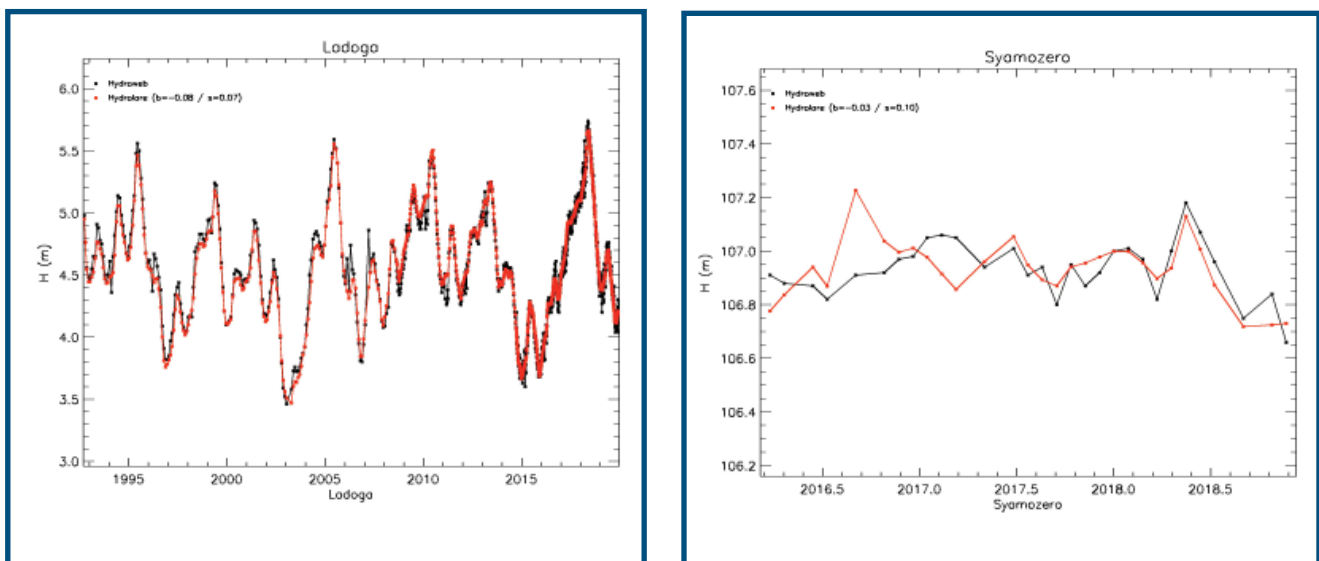 Ladoga
Hydroweb
Hydrolare (b=-0.08 / s=0.07)
H (m)
6.0
5.5
5.0
4.5
4.0
3.5
3.0
1995 2000 2005 2010 2015
Ladoga
Syamozero
Hydroweb
Hydrolare (b=-0.03 / s=0.10)
H (m)
107.6
107.4
107.2
107.0
106.8
106.6
106.4
106.2
2016.5 2017.0 2017.5 2018.0 2018.5
Syamozero